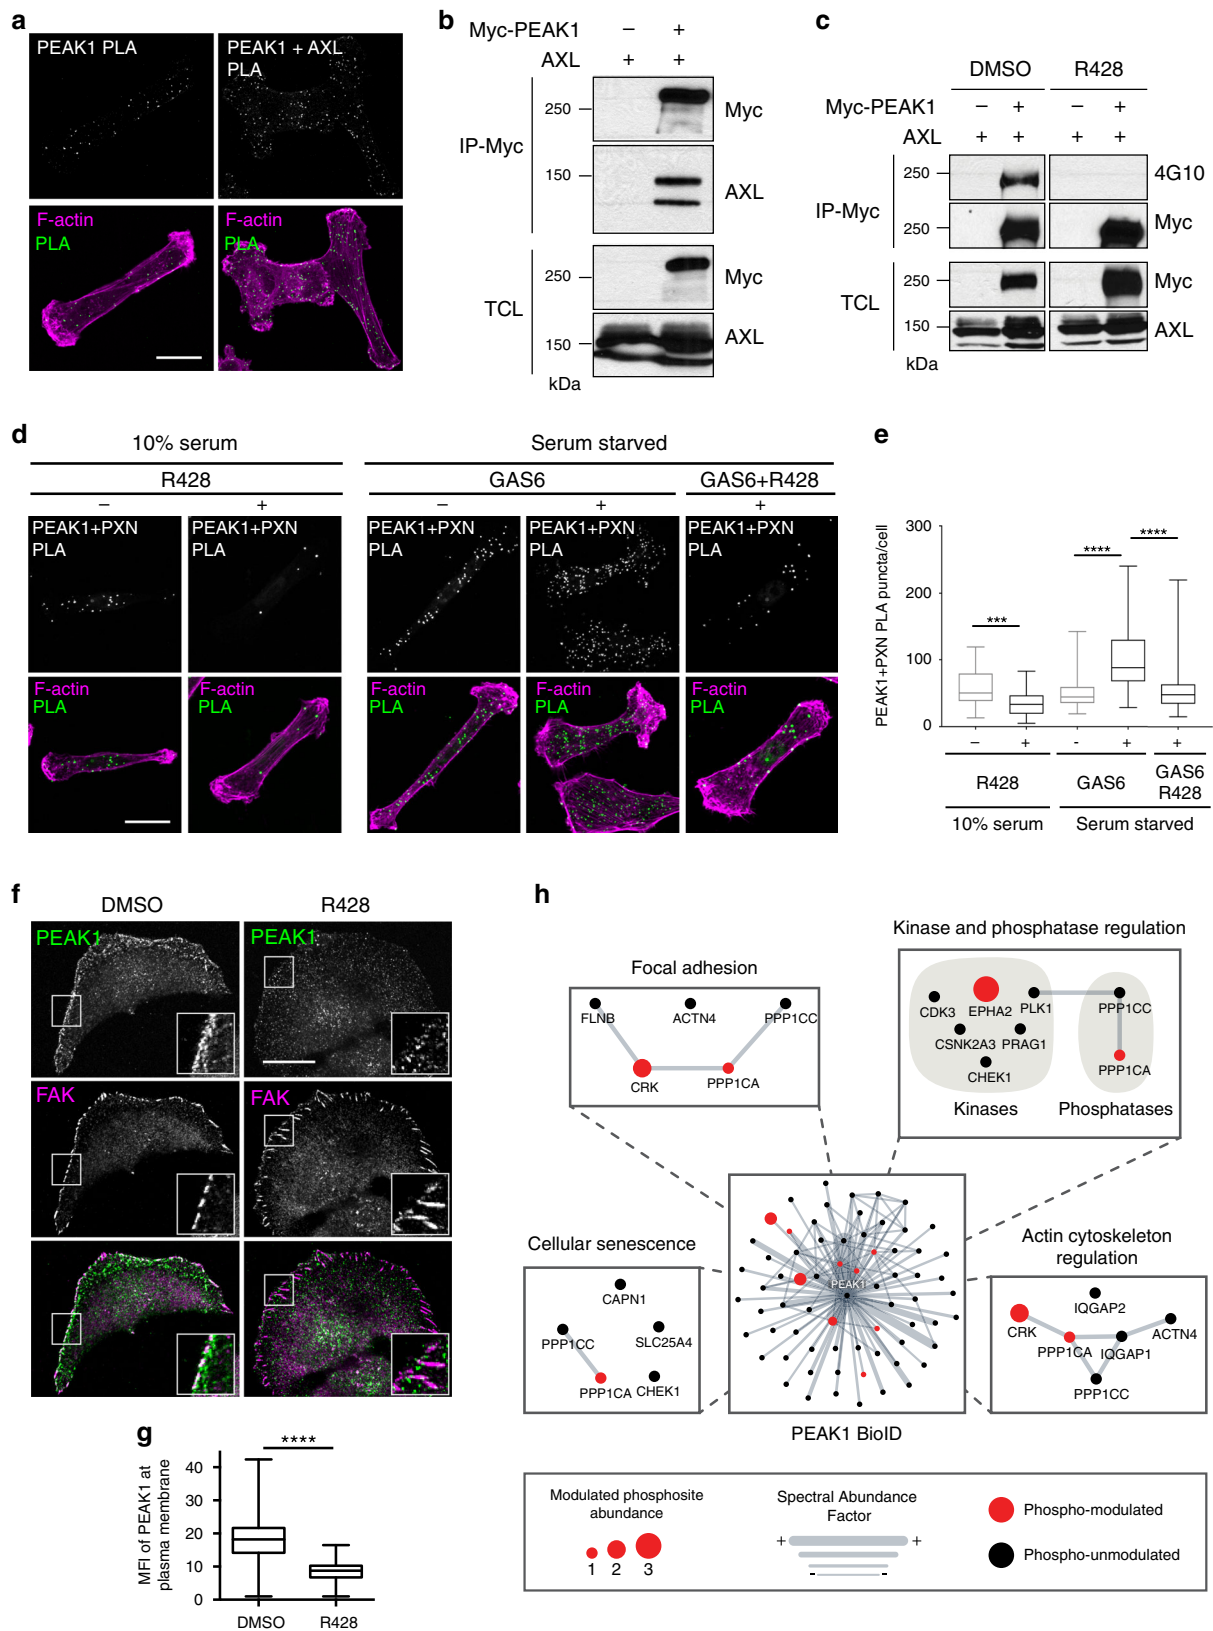 a
PEAK1 PLA
PEAK1 + AXL
PLA
F-actin
PLA
F-actin
PLA
b
Myc-PEAK1 – +
AXL + +
IP-Myc
250
Myc
150
AXL
TCL
250
Myc
150
AXL
kDa
c
DMSO R428
Myc-PEAK1 – + – +
AXL + + + +
IP-Myc
250
4G10
250
Myc
TCL
250
Myc
150
AXL
kDa
d
10% serum
Serum starved
R428
GAS6
GAS6+R428
– + – + +
PEAK1+PXN
PLA
PEAK1+PXN
PLA
PEAK1+PXN
PLA
PEAK1+PXN
PLA
PEAK1+PXN
PLA
F-actin
PLA
F-actin
PLA
F-actin
PLA
F-actin
PLA
F-actin
PLA
e
PEAK1+PXN PLA puncta/cell
300
200
100
0
***
****
****
– + - + +
R428
GAS6
GAS6
R428
10% serum
Serum starved
f
DMSO
R428
PEAK1
PEAK1
FAK
FAK
g
MFI of PEAK1 at
plasma membrane
40
30
20
10
0
****
DMSO
R428
h
Kinase and phosphatase regulation
CDK3
EPHA2
PLK1
PPP1CC
CSNK2A3
PRAG1
CHEK1
PPP1CA
Kinases
Phosphatases
Focal adhesion
FLNB
ACTN4
PPP1CC
CRK
PPP1CA
Cellular senescence
CAPN1
PPP1CC
SLC25A4
PPP1CA
CHEK1
PEAK1
PEAK1 BioID
Actin cytoskeleton
regulation
IQGAP2
CRK
ACTN4
PPP1CA
IQGAP1
PPP1CC
Modulated phosphosite
abundance
1 2 3
Spectral Abundance
Factor
+ +
- -
Phospho-modulated
Phospho-unmodulated